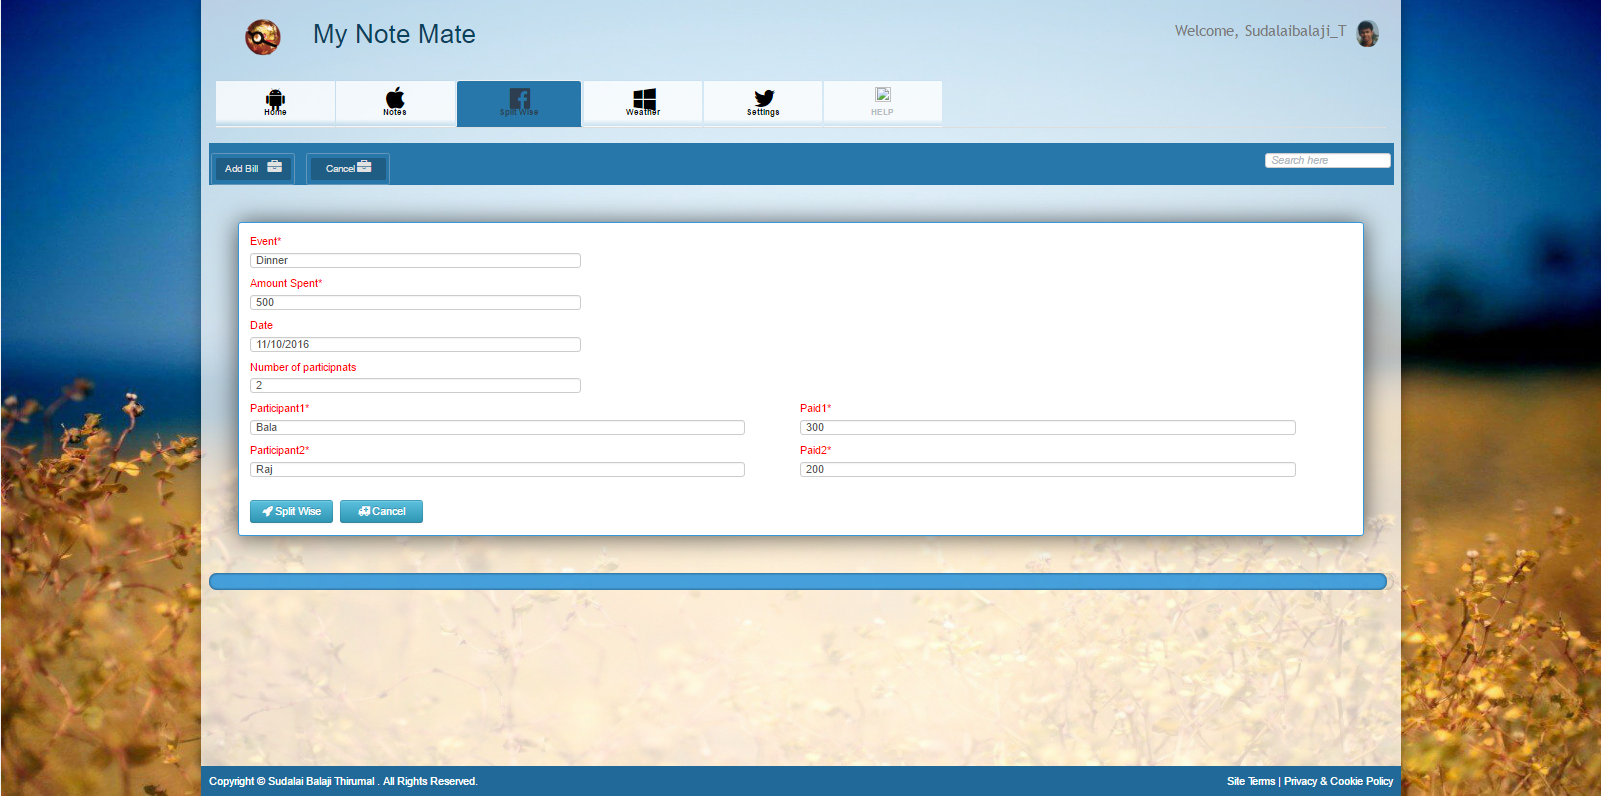 My Note Mate
Welcome, Sudalaibalaji_T
Home
Notes
Split Wise
Weather
Settings
HELP
Add Bill
Cancel
Search here
Event*
Dinner
Amount Spent*
500
Date
11/10/2016
Number of participnats
2
Participant1*
Paid1*
Bala
300
Participant2*
Paid2*
Raj
200
Split Wise
Cancel
Copyright © Sudalai Balaji Thirumal . All Rights Reserved.
Site Terms | Privacy & Cookie Policy